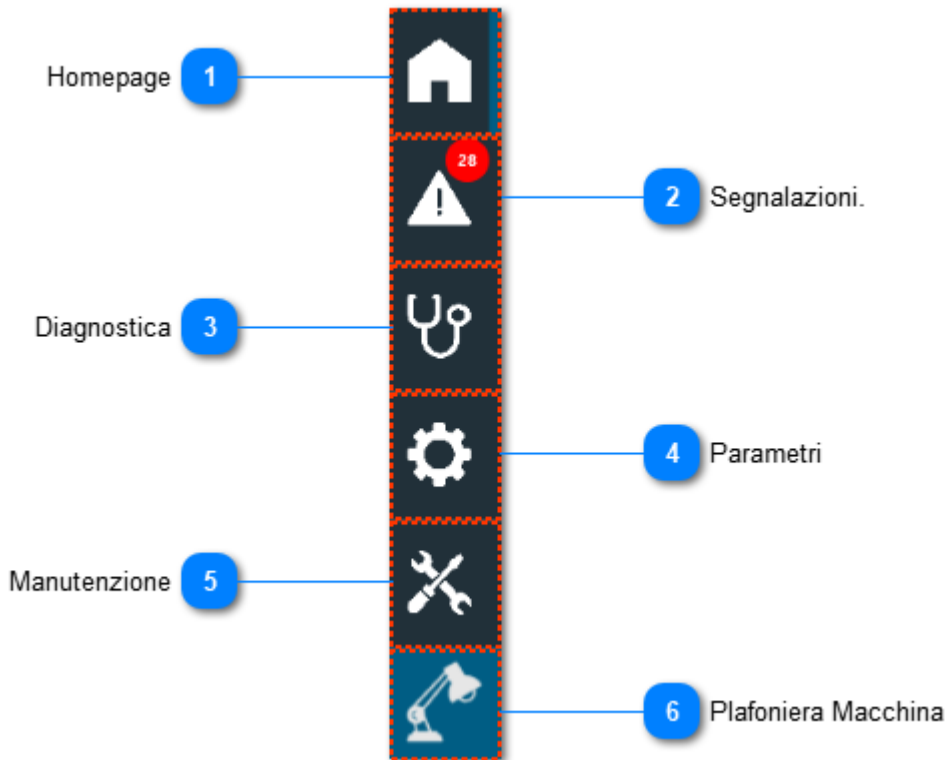 Homepage 1
28
2 Segnalazioni.
Diagnostica 3
4 Parametri
Manutenzione 5
6 Plafoniera Macchina